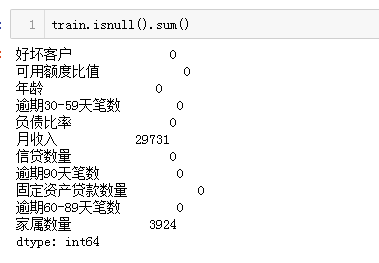 1 train.isnull().sum()
好坏客户 0
可用额度比值 0
年龄 0
逾期30-59天笔数 0
负债比率 0
月收入 29731
信贷数量 0
逾期90天笔数 0
固定资产贷款数量 0
逾期60-89天笔数 0
家属数量 3924
dtype: int64